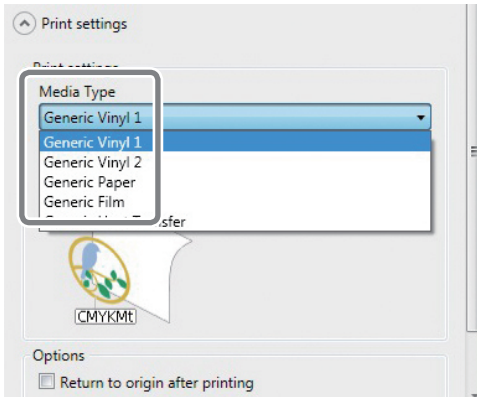 Print settings
Print settings
Media Type
Generic Vinyl 1
Generic Vinyl 1
Generic Vinyl 2
Generic Paper
Generic Film
CMYKMt
Options
Return to origin after printing